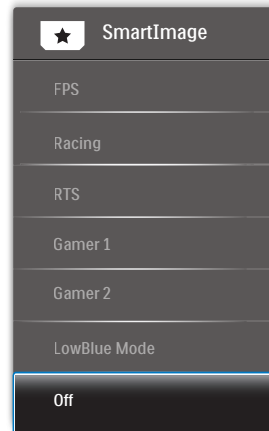 SmartImage
FPS
Racing
RTS
Gamer 1
Gamer 2
LowBlue Mode
Off